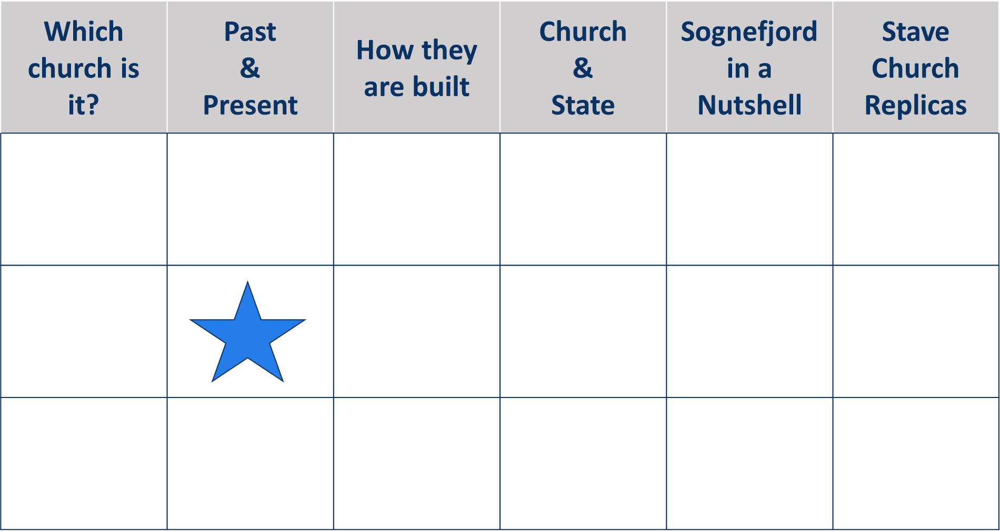 Which
church is
it?
Past
&
Present
How they
are built
Church
&
State
Sognefjord
in a
Nutshell
Stave
Church
Replicas